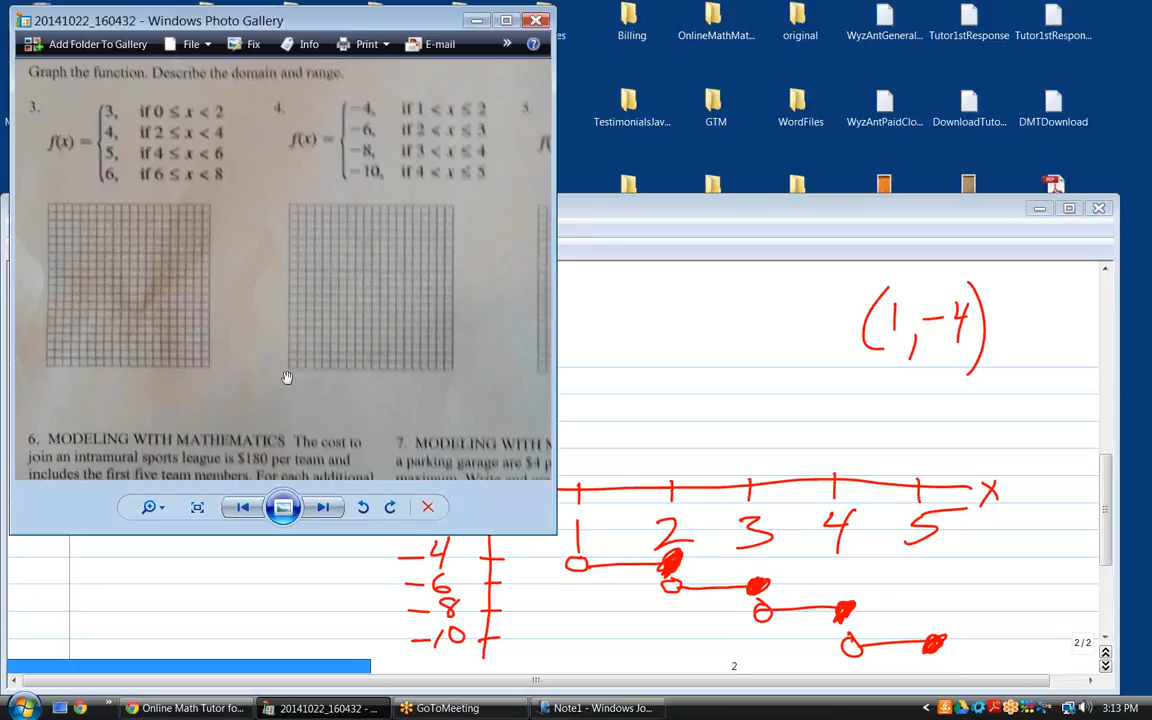 20141022_160432 - Windows Photo Gallery
Add Folder To Gallery File Fix Info Print E-mail »
Graph the function. Describe the domain and range.
3.
f(x) =
3, if 0 ≤ x < 2
4, if 2 ≤ x < 4
5, if 4 ≤ x < 6
6, if 6 ≤ x < 8
4.
f(x) =
-4, if 1 < x ≤ 2
-6, if 2 < x ≤ 3
-8, if 3 < x ≤ 4
-10, if 4 < x ≤ 5
5.
6. MODELING WITH MATHEMATICS The cost to
join an intramural sports league is $180 per team and
includes the first five team members. For each additional
7. MODELING WITH M
a parking garage are $4 p
Billing
OnlineMathMat...
original
WyzAntGeneral...
Tutor1stResponse
Tutor1stRespon...
TestimonialsJav...
GTM
WordFiles
WyzAntPaidClo...
DownloadTuto...
DMTDownload
(1, -4)
x
1 2 3 4 5
-4
-6
-8
-10
2/2
2
Online Math Tutor fo...
20141022_160432 - ...
GoToMeeting
Note1 - Windows Jo...
3:13 PM